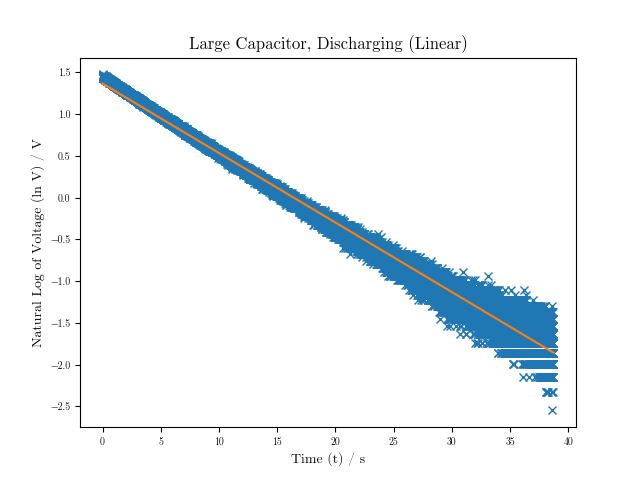 Large Capacitor, Discharging (Linear)
1.5
1.0
0.5
0.0
−0.5
−1.0
−1.5
−2.0
−2.5
Natural Log of Voltage (ln V) / V
0 5 10 15 20 25 30 35 40
Time (t) / s